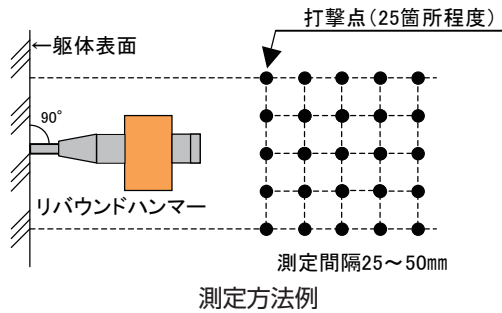 打撃点(25箇所程度)
←躯体表面
90°
リバウンドハンマー
測定間隔25~50mm
測定方法例